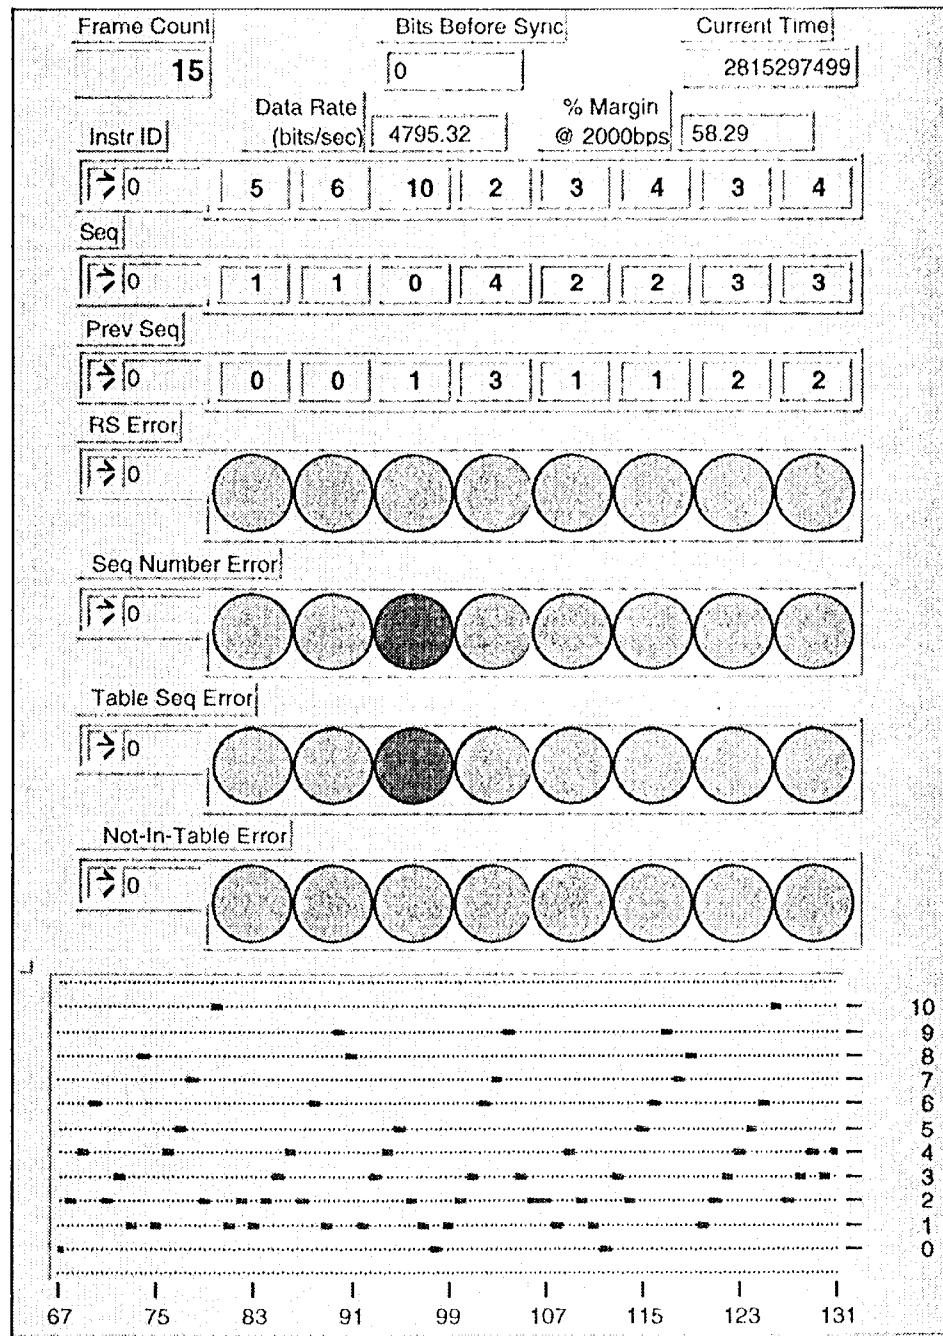 Frame Count Bits Before Sync Current Time
15 0 2815297499
Data Rate % Margin
Instr ID (bits/sec) 4795.32 @ 2000bps 58.29
0 5 6 10 2 3 4 3 4
Seq
0 1 1 0 4 2 2 3 3
Prev Seq
0 0 0 1 3 1 1 2 2
RS Error
0
Seq Number Error
0
Table Seq Error
0
Not-In-Table Error
0
10
9
8
7
6
5
4
3
2
1
0
67 75 83 91 99 107 115 123 131